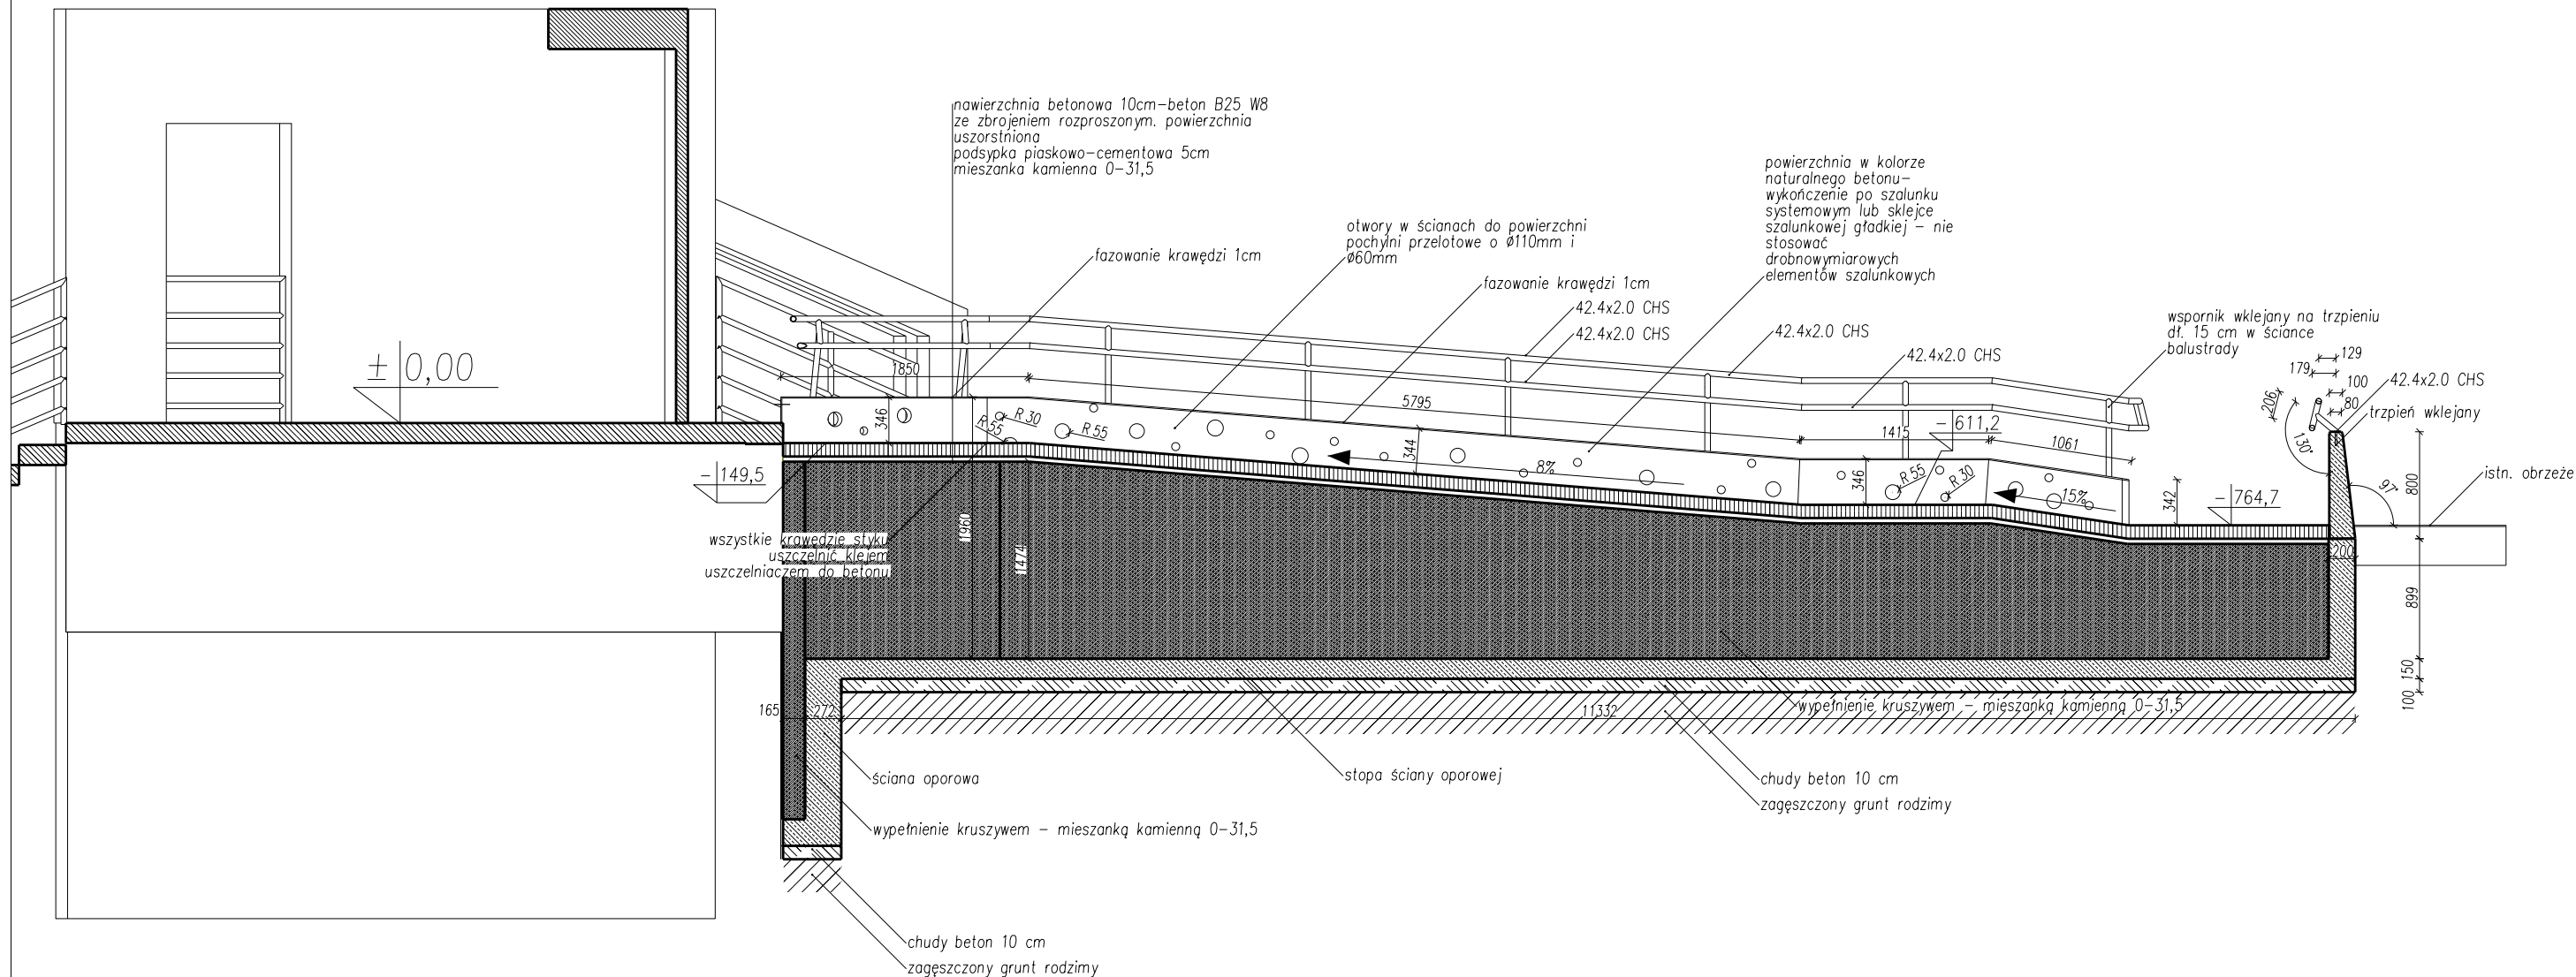 nawierzchnia betonowa 10cm-beton B25 W8
ze zbrojeniem rozproszonym. powierzchnia
uszorstniona
podsypka piaskowo-cementowa 5cm
mieszanka kamienna 0-31,5
powierzchnia w kolorze
naturalnego betonu-
wykończenie po szalunku
systemowym lub sklejce
szalunkowej gładkiej - nie
stosować
drobnowymiarowych
elementów szalunkowych
otwory w ścianach do powierzchni
pochylni przelotowe o ø110mm i
ø60mm
fazowanie krawędzi 1cm
fazowanie krawędzi 1cm
42.4x2.0 CHS
42.4x2.0 CHS
42.4x2.0 CHS
42.4x2.0 CHS
wspornik wklejany na trzpieniu
dł. 15 cm w ściance
balustrady
129
179
100
80
206
130°
42.4x2.0 CHS
trzpień wklejany
97°
800
istn. obrzeże
± 0,00
1850
5795
1415
1061
346
R 30
R 55
R 55
344
8%
346
R 55
R 30
- 611,2
15%
342
- 764,7
- 149,5
wszystkie krawędzie styku
uszczelnić klejem
uszczelniaczem do betonu
1960
1474
200
899
150
100
165
272
11332
wypełnienie kruszywem - mieszanką kamienną 0-31,5
ściana oporowa
stopa ściany oporowej
chudy beton 10 cm
zagęszczony grunt rodzimy
wypełnienie kruszywem - mieszanką kamienną 0-31,5
chudy beton 10 cm
zagęszczony grunt rodzimy